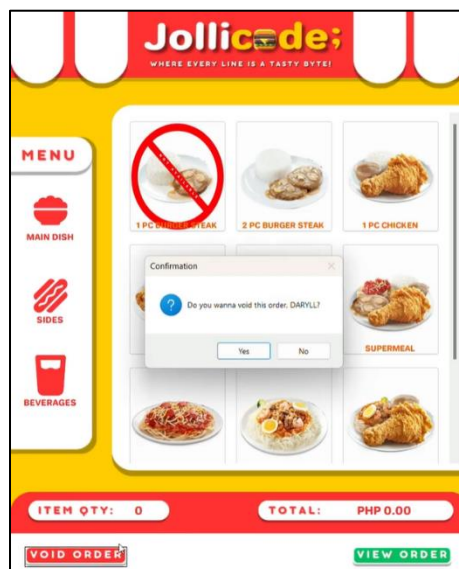 Jollicode;
WHERE EVERY LINE IS A TASTY BYTE!
MENU
MAIN DISH
SIDES
BEVERAGES
1 PC BURGER STEAK
2 PC BURGER STEAK
1 PC CHICKEN
Confirmation
Do you wanna void this order, DARYLL?
Yes
No
SUPERMEAL
ITEM QTY: 0
TOTAL: PHP 0.00
VOID ORDER
VIEW ORDER